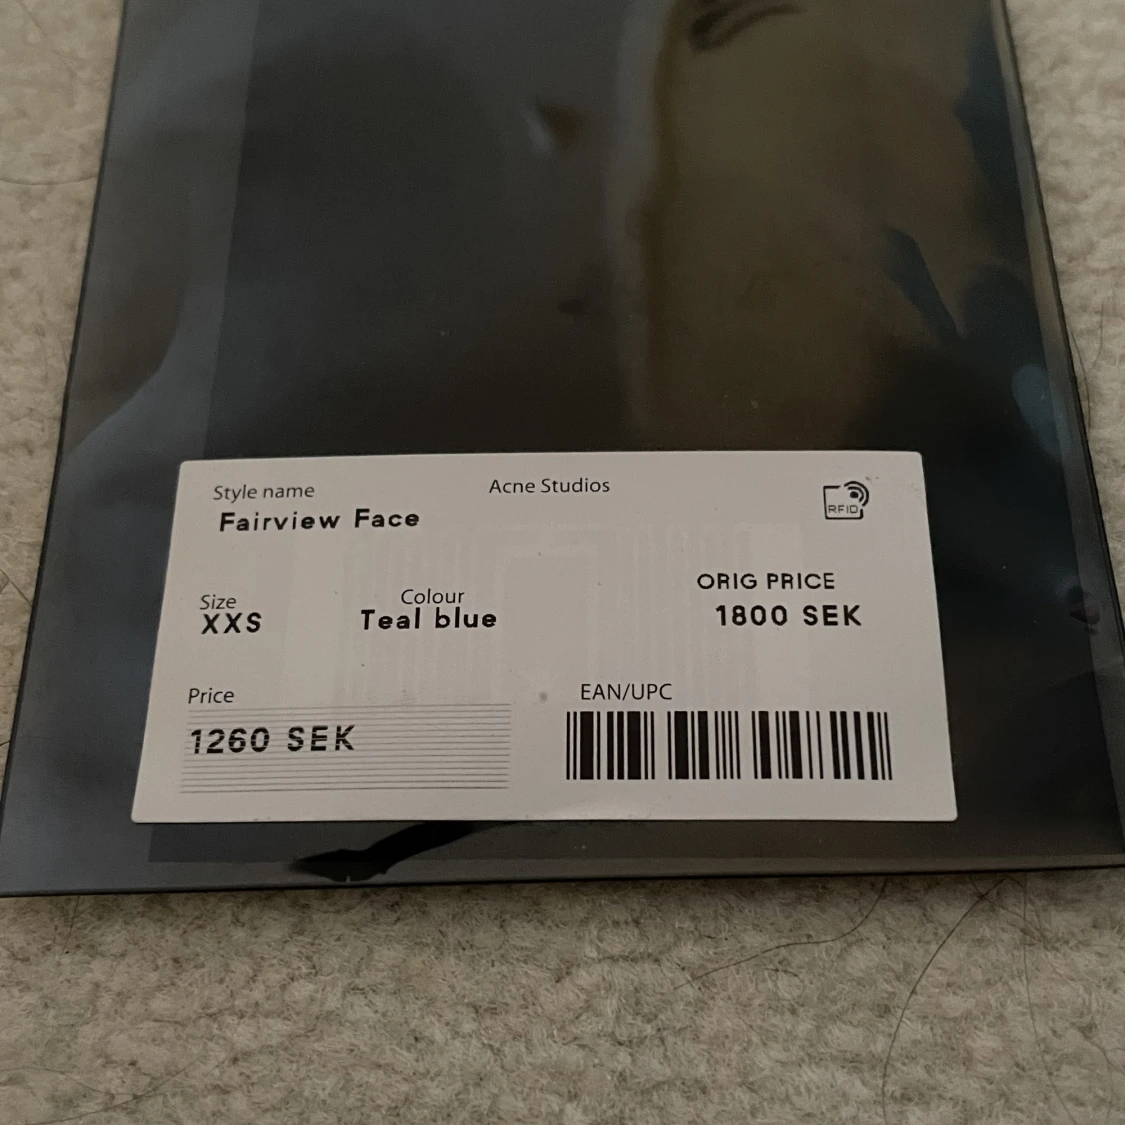 Style name
Acne Studios
Fairview Face
RFID
Size
Colour
ORIG PRICE
XXS
Teal blue
1800 SEK
Price
EAN/UPC
1260 SEK